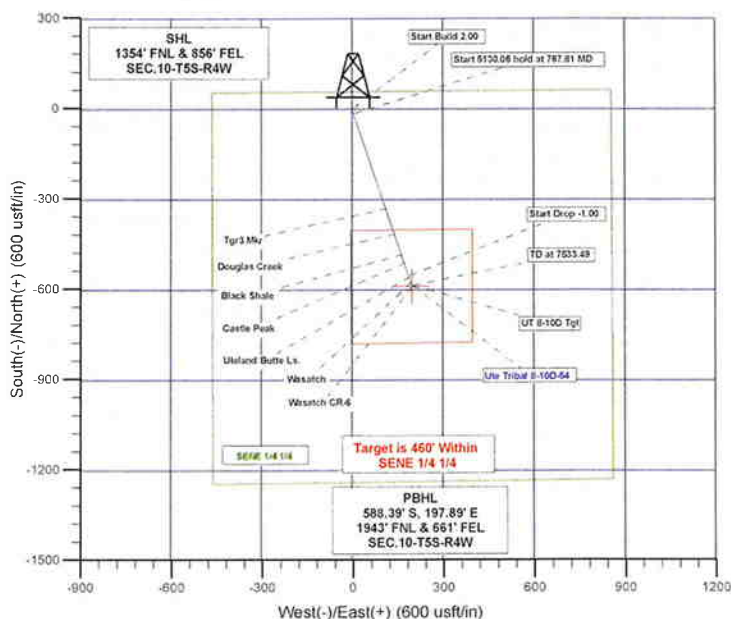 300
0
-300
-600
-900
-1200
-1500
South(-)/North(+) (600 usft/in)
SHL
1354' FNL & 856' FEL
SEC.10-T5S-R4W
Start Build 2.00
Start 5130.06 hold at 767.81 MD
Tgr3 Mkr
Douglas Creek
Black Shale
Castle Peak
Uteland Butte Ls.
Wasatch
Wasatch CR-6
Start Drop -1.00
TD at 7533.49
UT 8-10D Tgt
Ute Tribal 8-10D-54
SENE 1/4 1/4
Target is 460' Within
SENE 1/4 1/4
PBHL
588.39' S, 197.89' E
1943' FNL & 661' FEL
SEC.10-T5S-R4W
-900
-600
-300
0
300
600
900
1200
West(-)/East(+) (600 usft/in)